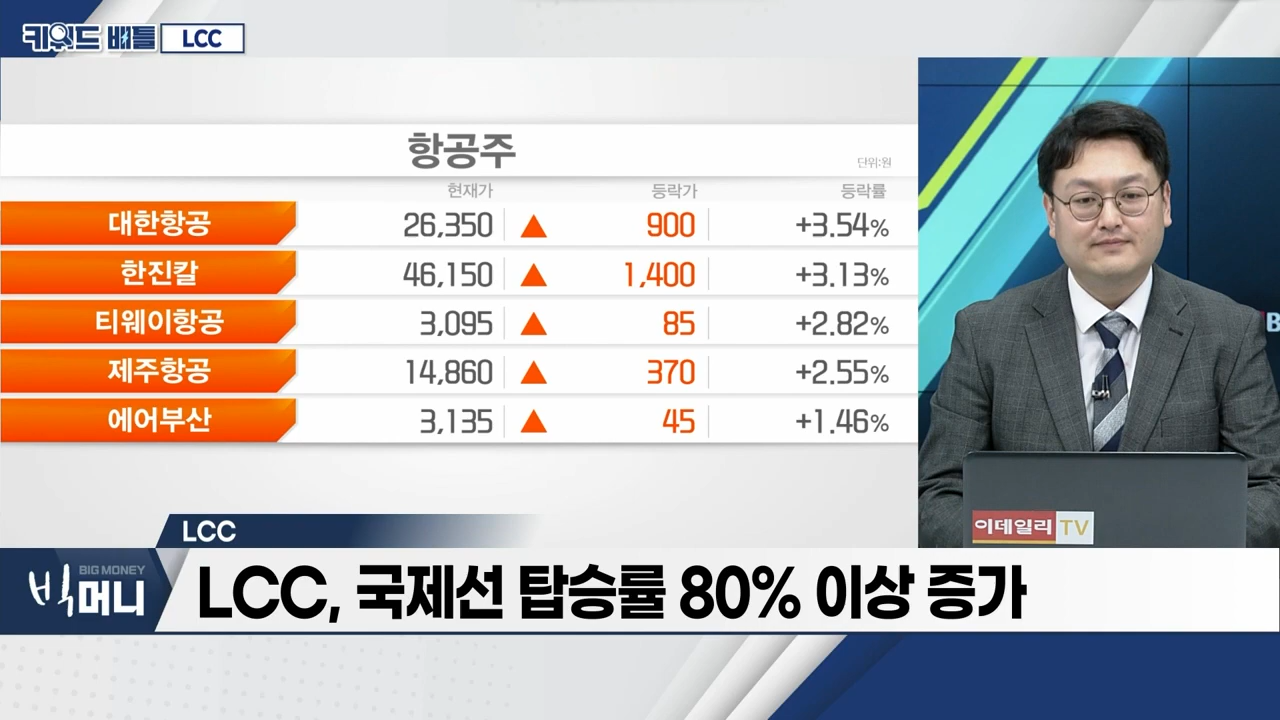 키워드 배틀 LCC
항공주
단위:원
현재가 등락가 등락률
대한항공 26,350 ▲ 900 +3.54%
한진칼 46,150 ▲ 1,400 +3.13%
티웨이항공 3,095 ▲ 85 +2.82%
제주항공 14,860 ▲ 370 +2.55%
에어부산 3,135 ▲ 45 +1.46%
B
이데일리 TV
LCC
BIG MONEY
빅머니
LCC, 국제선 탑승률 80% 이상 증가